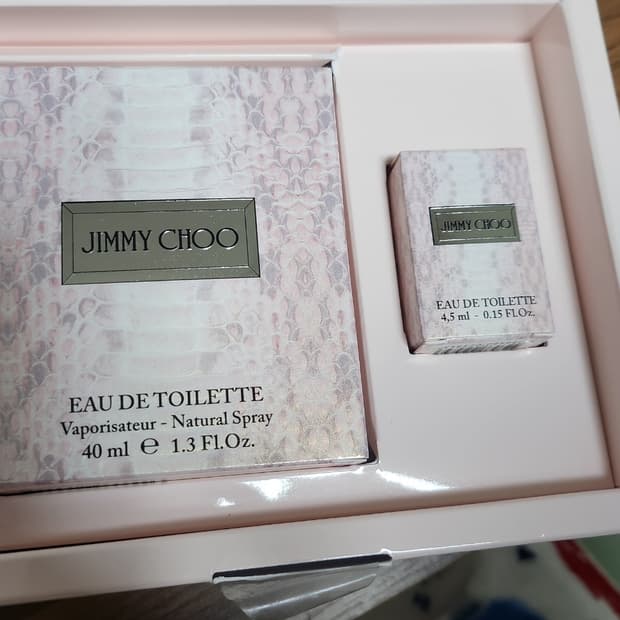 JIMMY CHOO
EAU DE TOILETTE
Vaporisateur - Natural Spray
40 ml ℮ 1.3 Fl.Oz.
JIMMY CHOO
EAU DE TOILETTE
4,5 ml - 0.15 Fl.Oz.